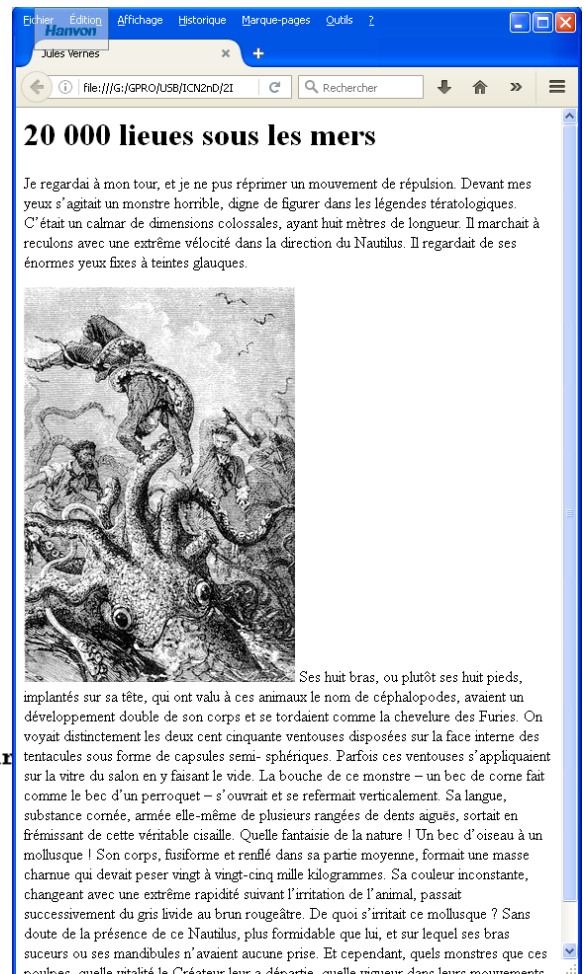 Fichier Édition Affichage Historique Marque-pages Outils ?
Hanvon
Jules Vernes × +
file:///G:/GPRO/USB/ICN2nD/2I Rechercher
20 000 lieues sous les mers
Je regardai à mon tour, et je ne pus réprimer un mouvement de répulsion. Devant mes
yeux s’agitait un monstre horrible, digne de figurer dans les légendes tératologiques.
C’était un calmar de dimensions colossales, ayant huit mètres de longueur. Il marchait à
reculons avec une extrême vélocité dans la direction du Nautilus. Il regardait de ses
énormes yeux fixes à teintes glauques.
Ses huit bras, ou plutôt ses huit pieds,
implantés sur sa tête, qui ont valu à ces animaux le nom de céphalopodes, avaient un
développement double de son corps et se tordaient comme la chevelure des Furies. On
voyait distinctement les deux cent cinquante ventouses disposées sur la face interne des
tentacules sous forme de capsules semi- sphériques. Parfois ces ventouses s’appliquaient
sur la vitre du salon en y faisant le vide. La bouche de ce monstre – un bec de corne fait
comme le bec d’un perroquet – s’ouvrait et se refermait verticalement. Sa langue,
substance cornée, armée elle-même de plusieurs rangées de dents aiguës, sortait en
frémissant de cette véritable cisaille. Quelle fantaisie de la nature ! Un bec d’oiseau à un
mollusque ! Son corps, fusiforme et renflé dans sa partie moyenne, formait une masse
charnue qui devait peser vingt à vingt-cinq mille kilogrammes. Sa couleur inconstante,
changeant avec une extrême rapidité suivant l’irritation de l’animal, passait
successivement du gris livide au brun rougeâtre. De quoi s’irritait ce mollusque ? Sans
doute de la présence de ce Nautilus, plus formidable que lui, et sur lequel ses bras
suceurs ou ses mandibules n’avaient aucune prise. Et cependant, quels monstres que ces
poulpes, quelle vitalité le Créateur leur a départie, quelle vigueur dans leurs mouvements